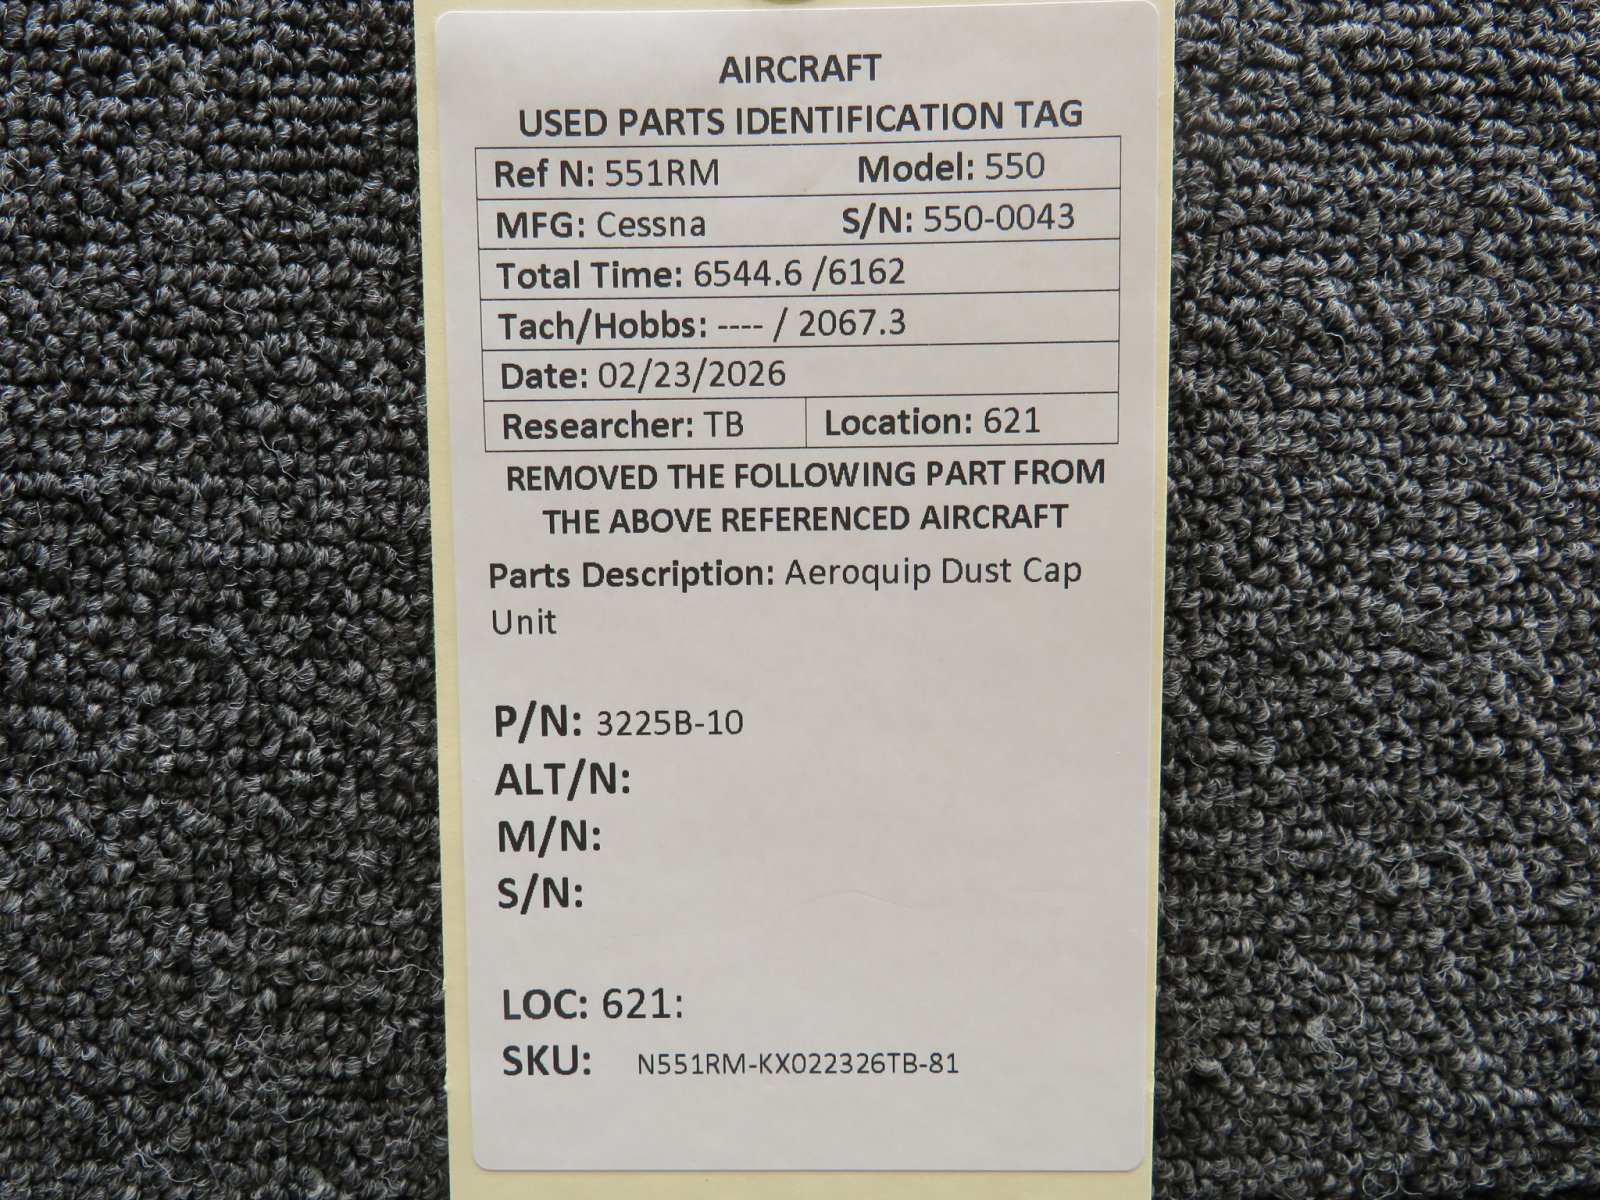 AIRCRAFT
USED PARTS IDENTIFICATION TAG
Ref N: 551RM Model: 550
MFG: Cessna S/N: 550-0043
Total Time: 6544.6 /6162
Tach/Hobbs: ---- / 2067.3
Date: 02/23/2026
Researcher: TB Location: 621
REMOVED THE FOLLOWING PART FROM
THE ABOVE REFERENCED AIRCRAFT
Parts Description: Aeroquip Dust Cap
Unit
P/N: 3225B-10
ALT/N:
M/N:
S/N:
LOC: 621:
SKU: N551RM-KX022326TB-81